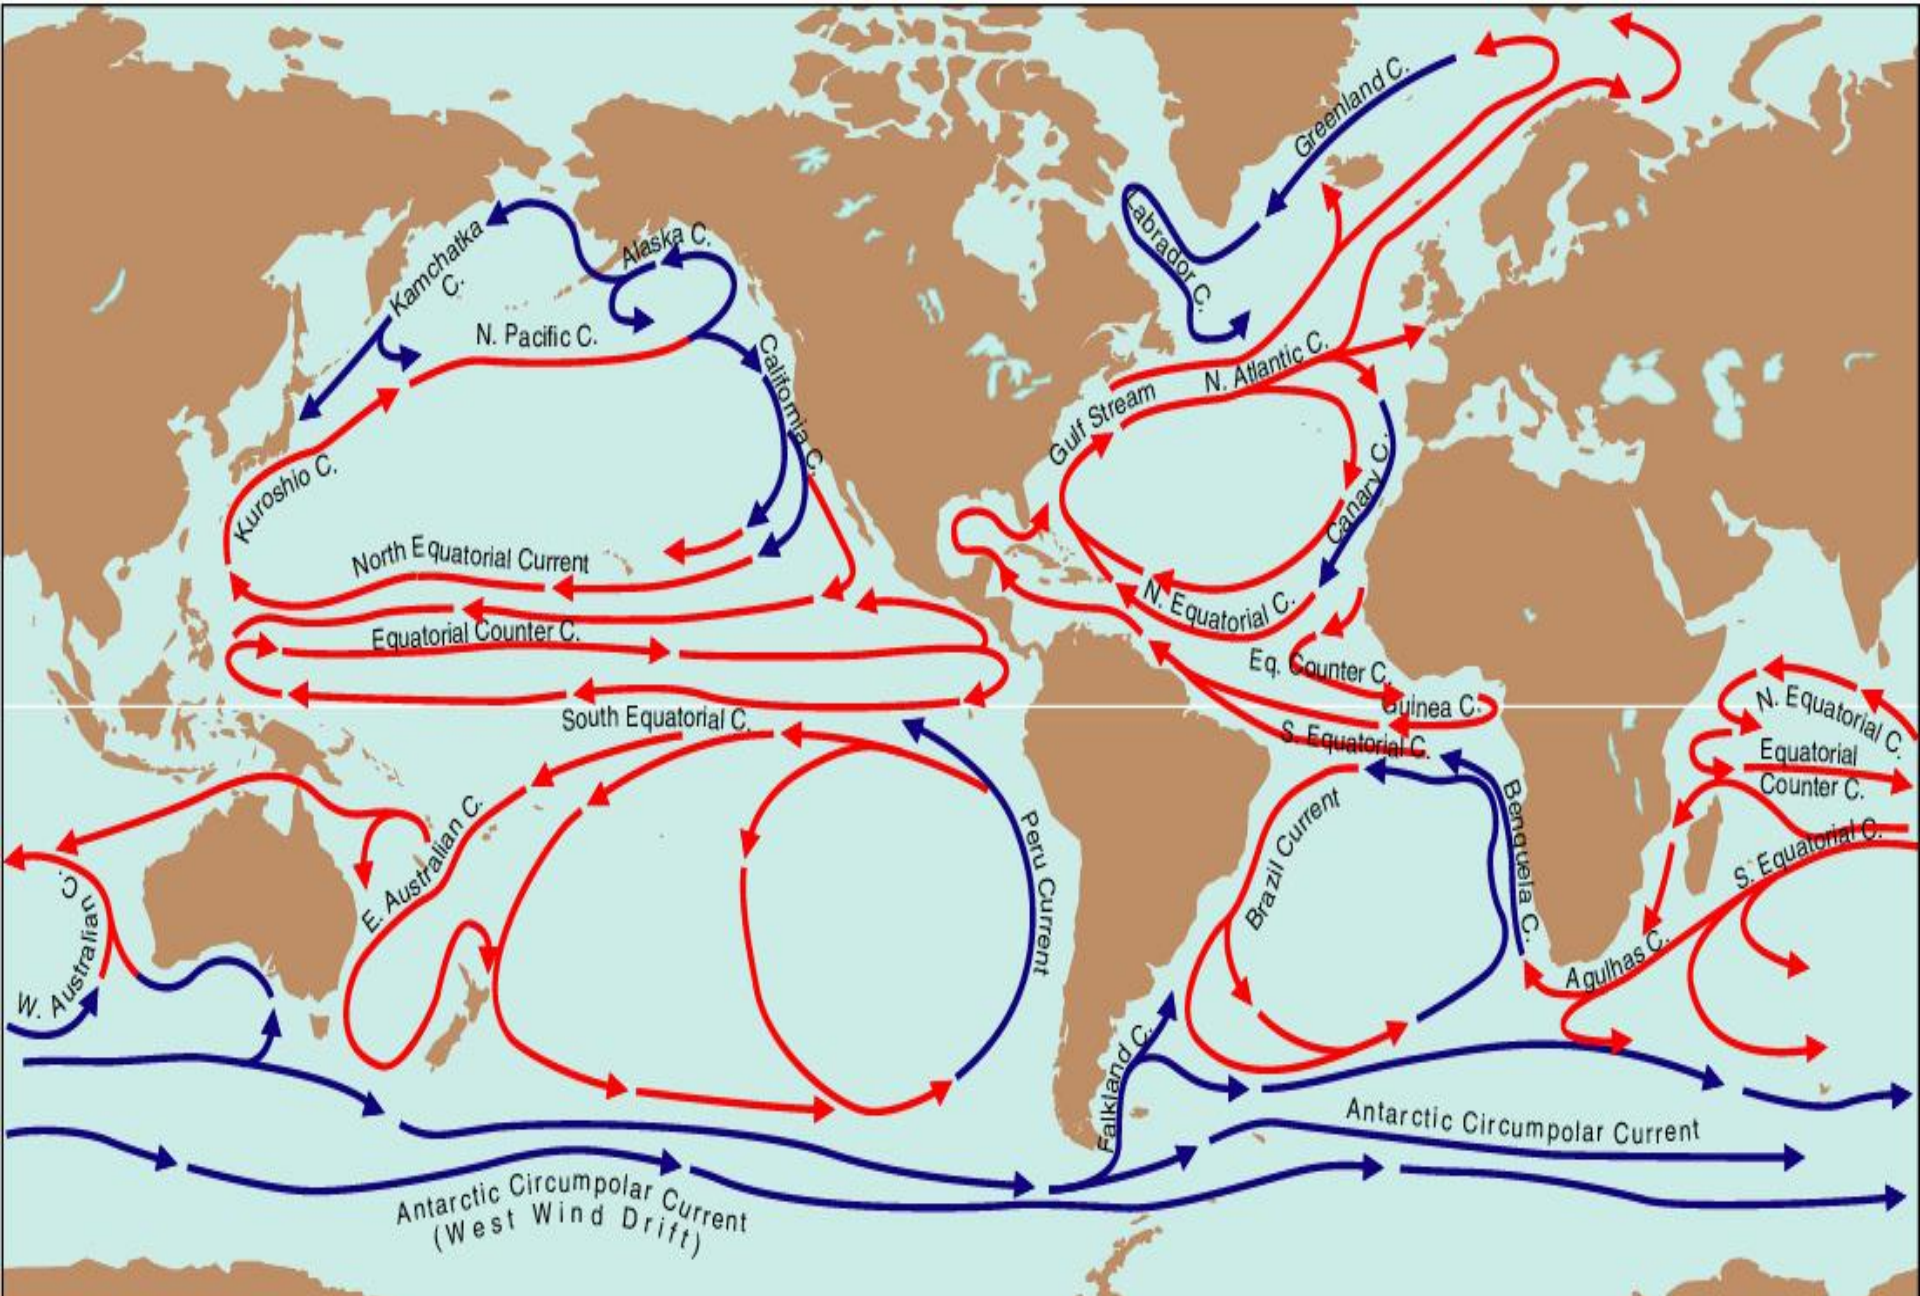 Greenland C.
Labrador C.
Kamchatka
C.
Alaska C.
N. Pacific C.
California C.
N. Atlantic C.
Gulf Stream
Kuroshio C.
Canary C.
North Equatorial Current
N. Equatorial C.
Equatorial Counter C.
Eq. Counter C.
Guinea C.
South Equatorial C.
S. Equatorial C.
N. Equatorial C.
Equatorial
Counter C.
E. Australian C.
Peru Current
Brazil Current
Benguela C.
S. Equatorial C.
W. Australian C.
Agulhas C.
Falkland C.
Antarctic Circumpolar Current
Antarctic Circumpolar Current
(West Wind Drift)